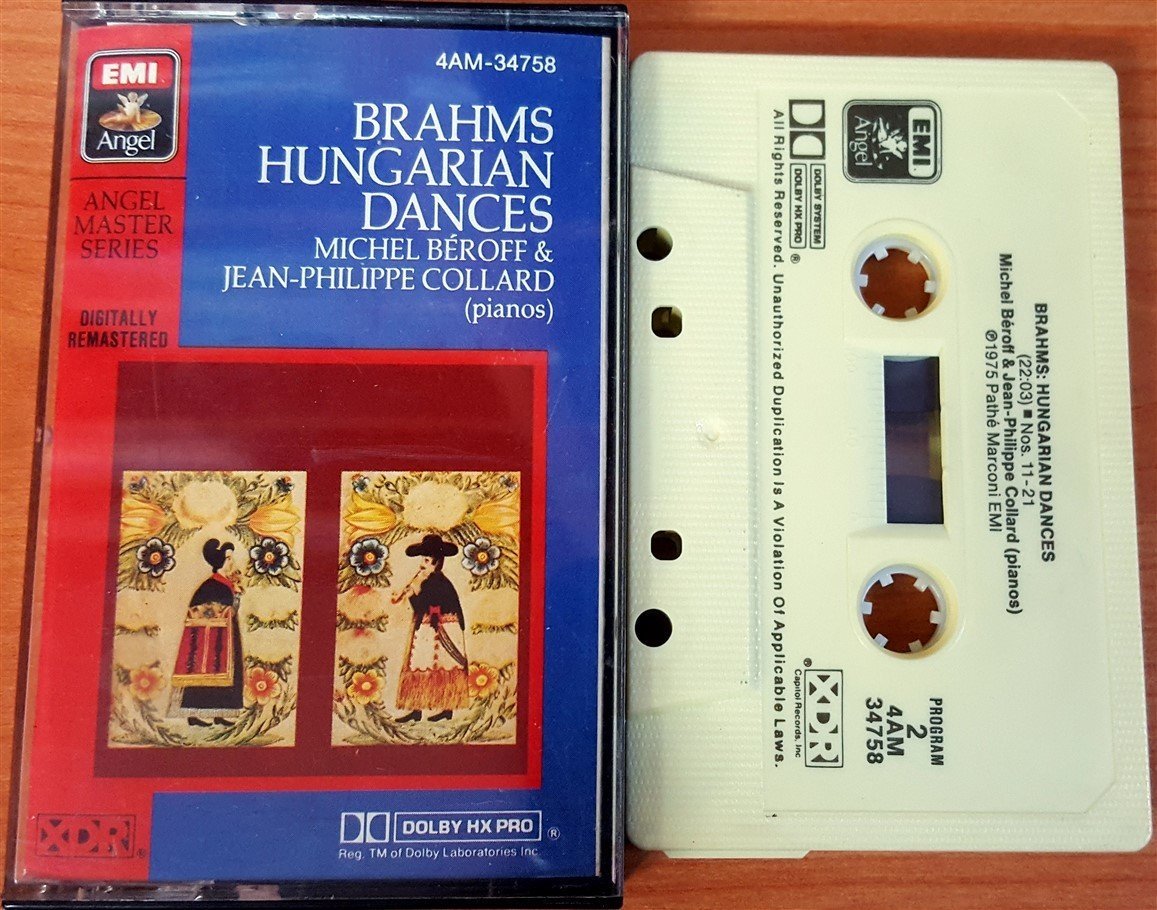 EMI
Angel
ANGEL
MASTER
SERIES
DIGITALLY
REMASTERED
4AM-34758
BRAHMS
HUNGARIAN
DANCES
MICHEL BÉROFF &
JEAN-PHILIPPE COLLARD
(pianos)
XDR®
DOLBY HX PRO ®
Reg. TM of Dolby Laboratories Inc
EMI
Angel
BRAHMS: HUNGARIAN DANCES
(22:03) ■ Nos. 11-21
Michel Béroff & Jean-Philippe Collard (pianos)
℗1975 Pathé Marconi EMI
DOLBY SYSTEM
DOLBY HX PRO ®
All Rights Reserved. Unauthorized Duplication Is A Violation Of Applicable Laws.
PROGRAM
2
4AM
34758
XDR®
Capitol Records, Inc